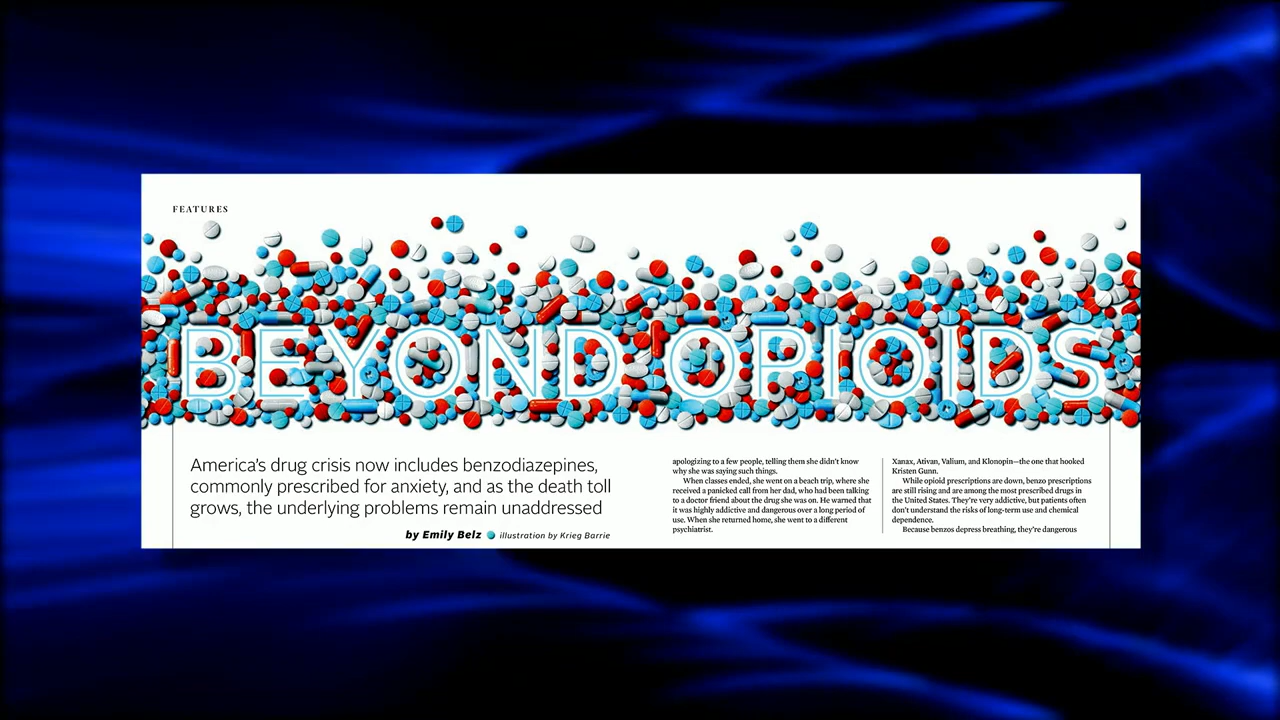 FEATURES
BEYOND OPIOIDS
America's drug crisis now includes benzodiazepines,
commonly prescribed for anxiety, and as the death toll
grows, the underlying problems remain unaddressed
by Emily Belz illustration by Krieg Barrie
apologizing to a few people, telling them she didn't know
why she was saying such things.
When classes ended, she went on a beach trip, where she
received a panicked call from her dad, who had been talking
to a doctor friend about the drug she was on. He warned that
it was highly addictive and dangerous over a long period of
use. When she returned home, she went to a different
psychiatrist.
Xanax, Ativan, Valium, and Klonopin—the one that hooked
Kristen Gunn.
While opioid prescriptions are down, benzo prescriptions
are still rising and are among the most prescribed drugs in
the United States. They're very addictive, but patients often
don't understand the risks of long-term use and chemical
dependence.
Because benzos depress breathing, they're dangerous